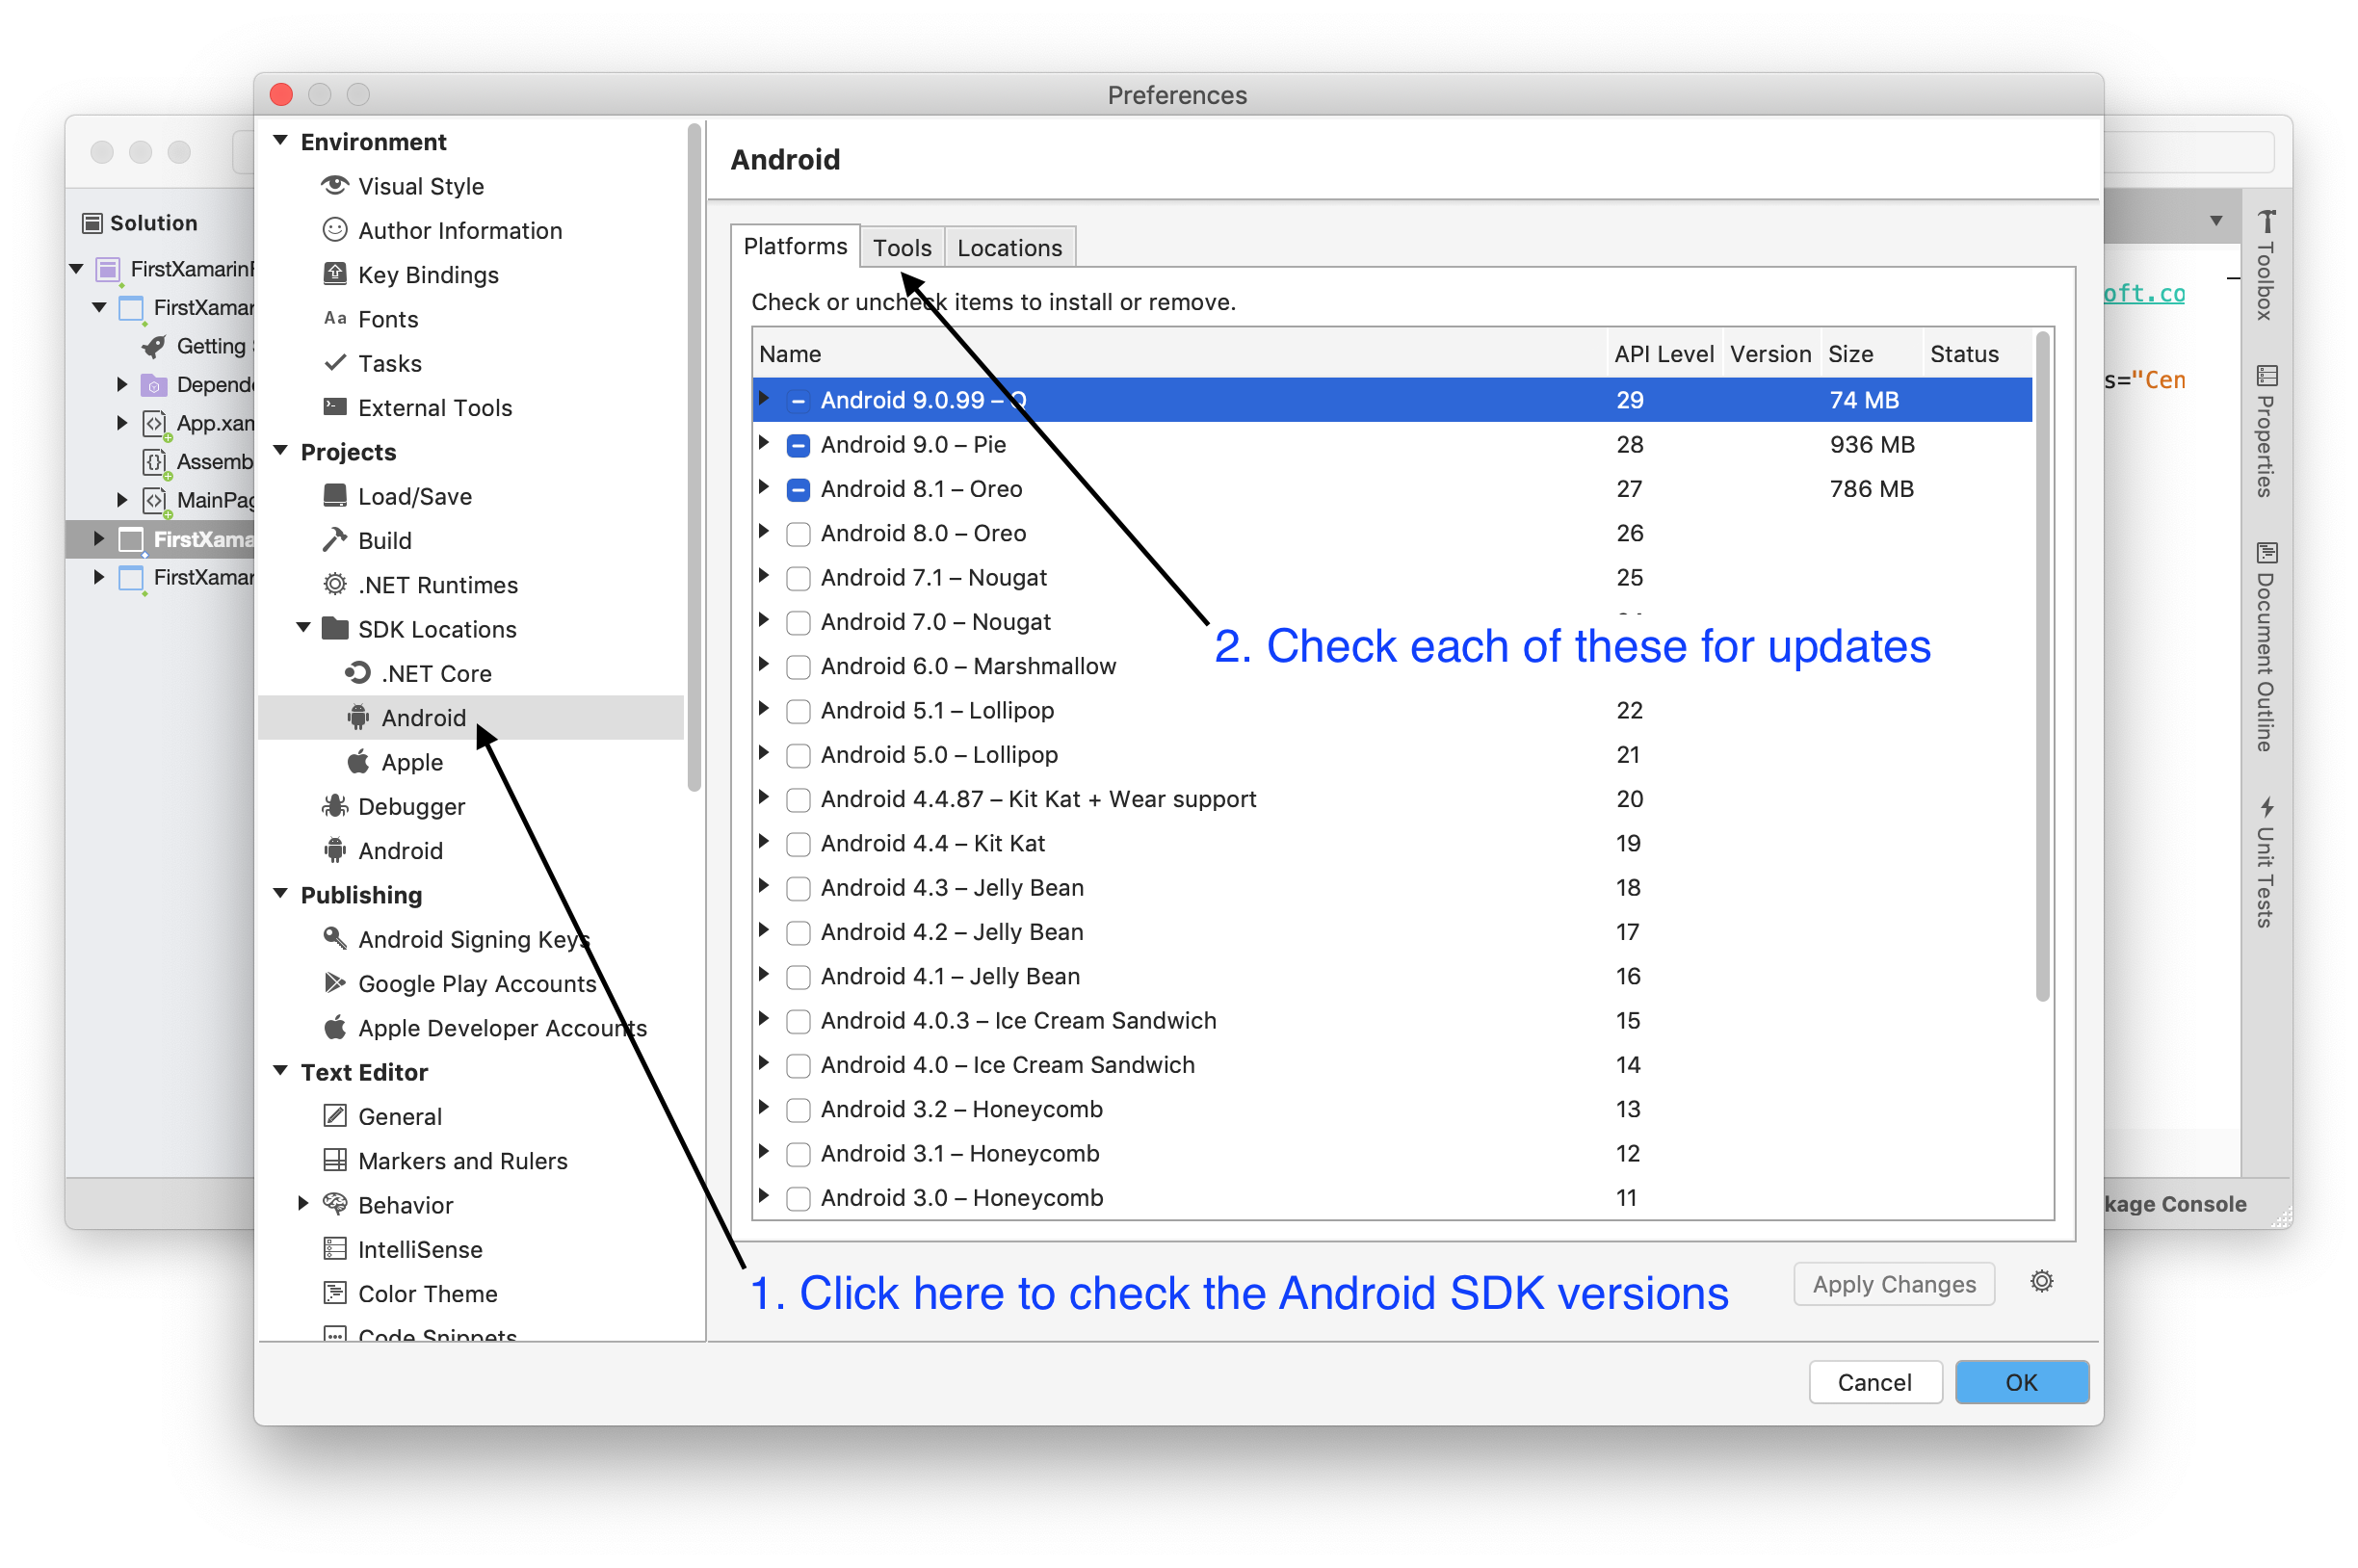 Preferences
Solution
FirstXamarinF
FirstXamar
Getting
Depend
App.xan
Assemb
MainPag
FirstXama
FirstXamar
Environment
Visual Style
Author Information
Key Bindings
Aa Fonts
Tasks
External Tools
Projects
Load/Save
Build
.NET Runtimes
SDK Locations
.NET Core
Android
Apple
Debugger
Android
Publishing
Android Signing Keys
Google Play Accounts
Apple Developer Accounts
Text Editor
General
Markers and Rulers
Behavior
IntelliSense
Color Theme
Code Snippets
Android
Platforms Tools Locations
Check or uncheck items to install or remove.
Name API Level Version Size Status
Android 9.0.99 – Q 29 74 MB
Android 9.0 – Pie 28 936 MB
Android 8.1 – Oreo 27 786 MB
Android 8.0 – Oreo 26
Android 7.1 – Nougat 25
Android 7.0 – Nougat
2. Check each of these for updates
Android 6.0 – Marshmallow
Android 5.1 – Lollipop 22
Android 5.0 – Lollipop 21
Android 4.4.87 – Kit Kat + Wear support 20
Android 4.4 – Kit Kat 19
Android 4.3 – Jelly Bean 18
Android 4.2 – Jelly Bean 17
Android 4.1 – Jelly Bean 16
Android 4.0.3 – Ice Cream Sandwich 15
Android 4.0 – Ice Cream Sandwich 14
Android 3.2 – Honeycomb 13
Android 3.1 – Honeycomb 12
Android 3.0 – Honeycomb 11
1. Click here to check the Android SDK versions
Apply Changes
Cancel OK
oft.co
s="Cen
kage Console
Toolbox
Properties
Document Outline
Unit Tests